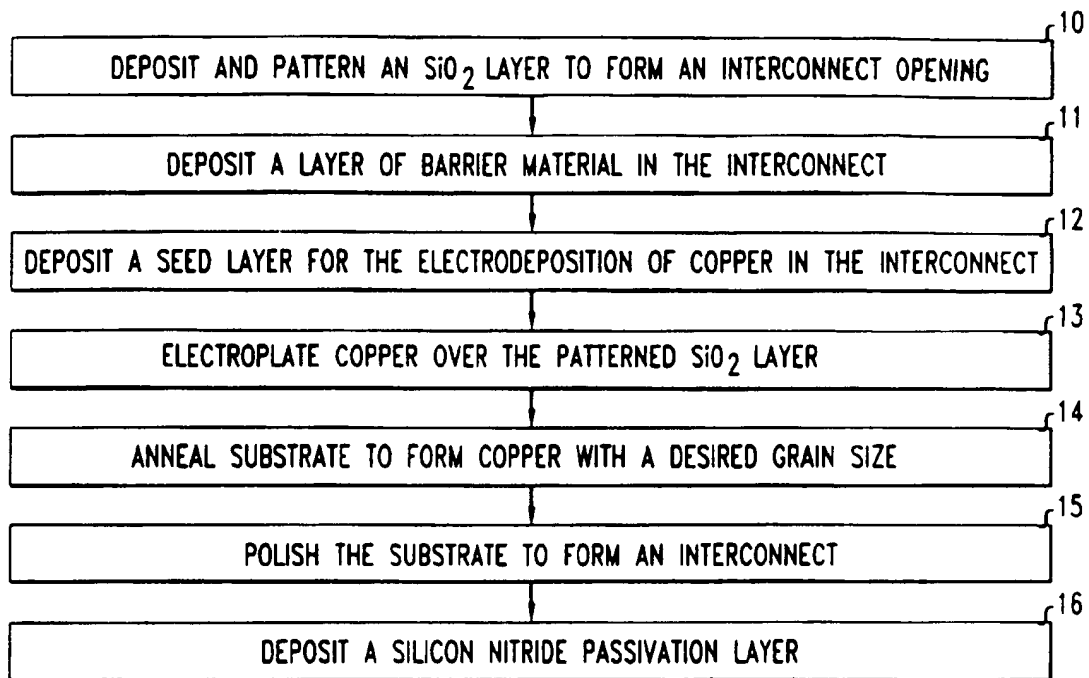 10
DEPOSIT AND PATTERN AN SiO2 LAYER TO FORM AN INTERCONNECT OPENING
11
DEPOSIT A LAYER OF BARRIER MATERIAL IN THE INTERCONNECT
12
DEPOSIT A SEED LAYER FOR THE ELECTRODEPOSITION OF COPPER IN THE INTERCONNECT
13
ELECTROPLATE COPPER OVER THE PATTERNED SiO2 LAYER
14
ANNEAL SUBSTRATE TO FORM COPPER WITH A DESIRED GRAIN SIZE
15
POLISH THE SUBSTRATE TO FORM AN INTERCONNECT
16
DEPOSIT A SILICON NITRIDE PASSIVATION LAYER